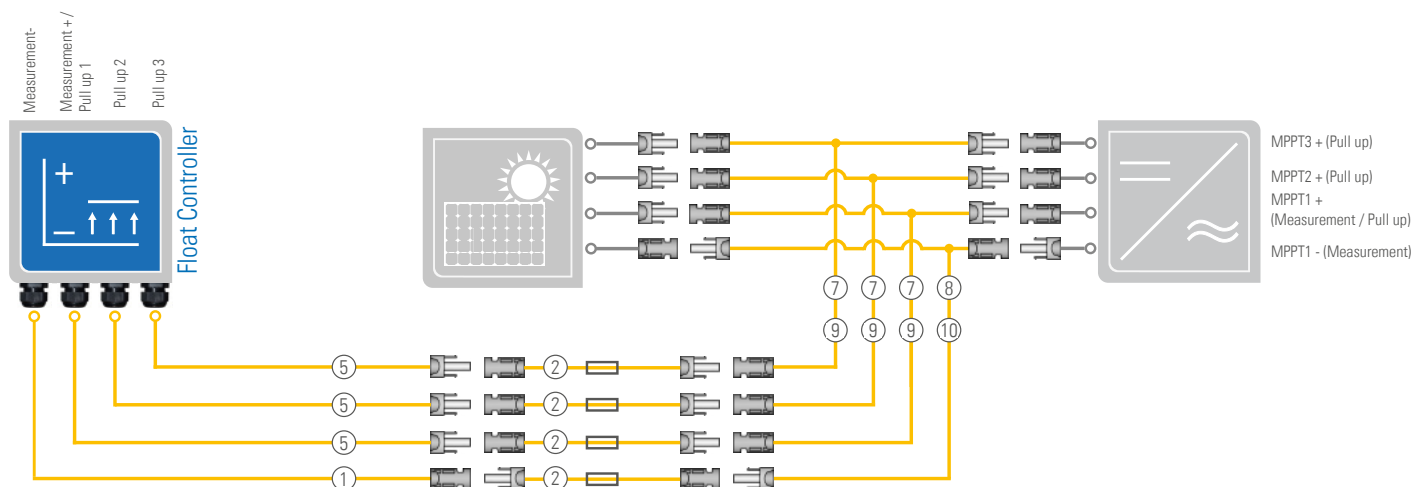 Measurement-
Measurement + /
Pull up 1
Pull up 2
Pull up 3
Float Controller
+
MPPT3 + (Pull up)
MPPT2 + (Pull up)
MPPT1 +
(Measurement / Pull up)
MPPT1 - (Measurement)
7 7 7 8
9 9 9 10
5 2
5 2
5 2
1 2